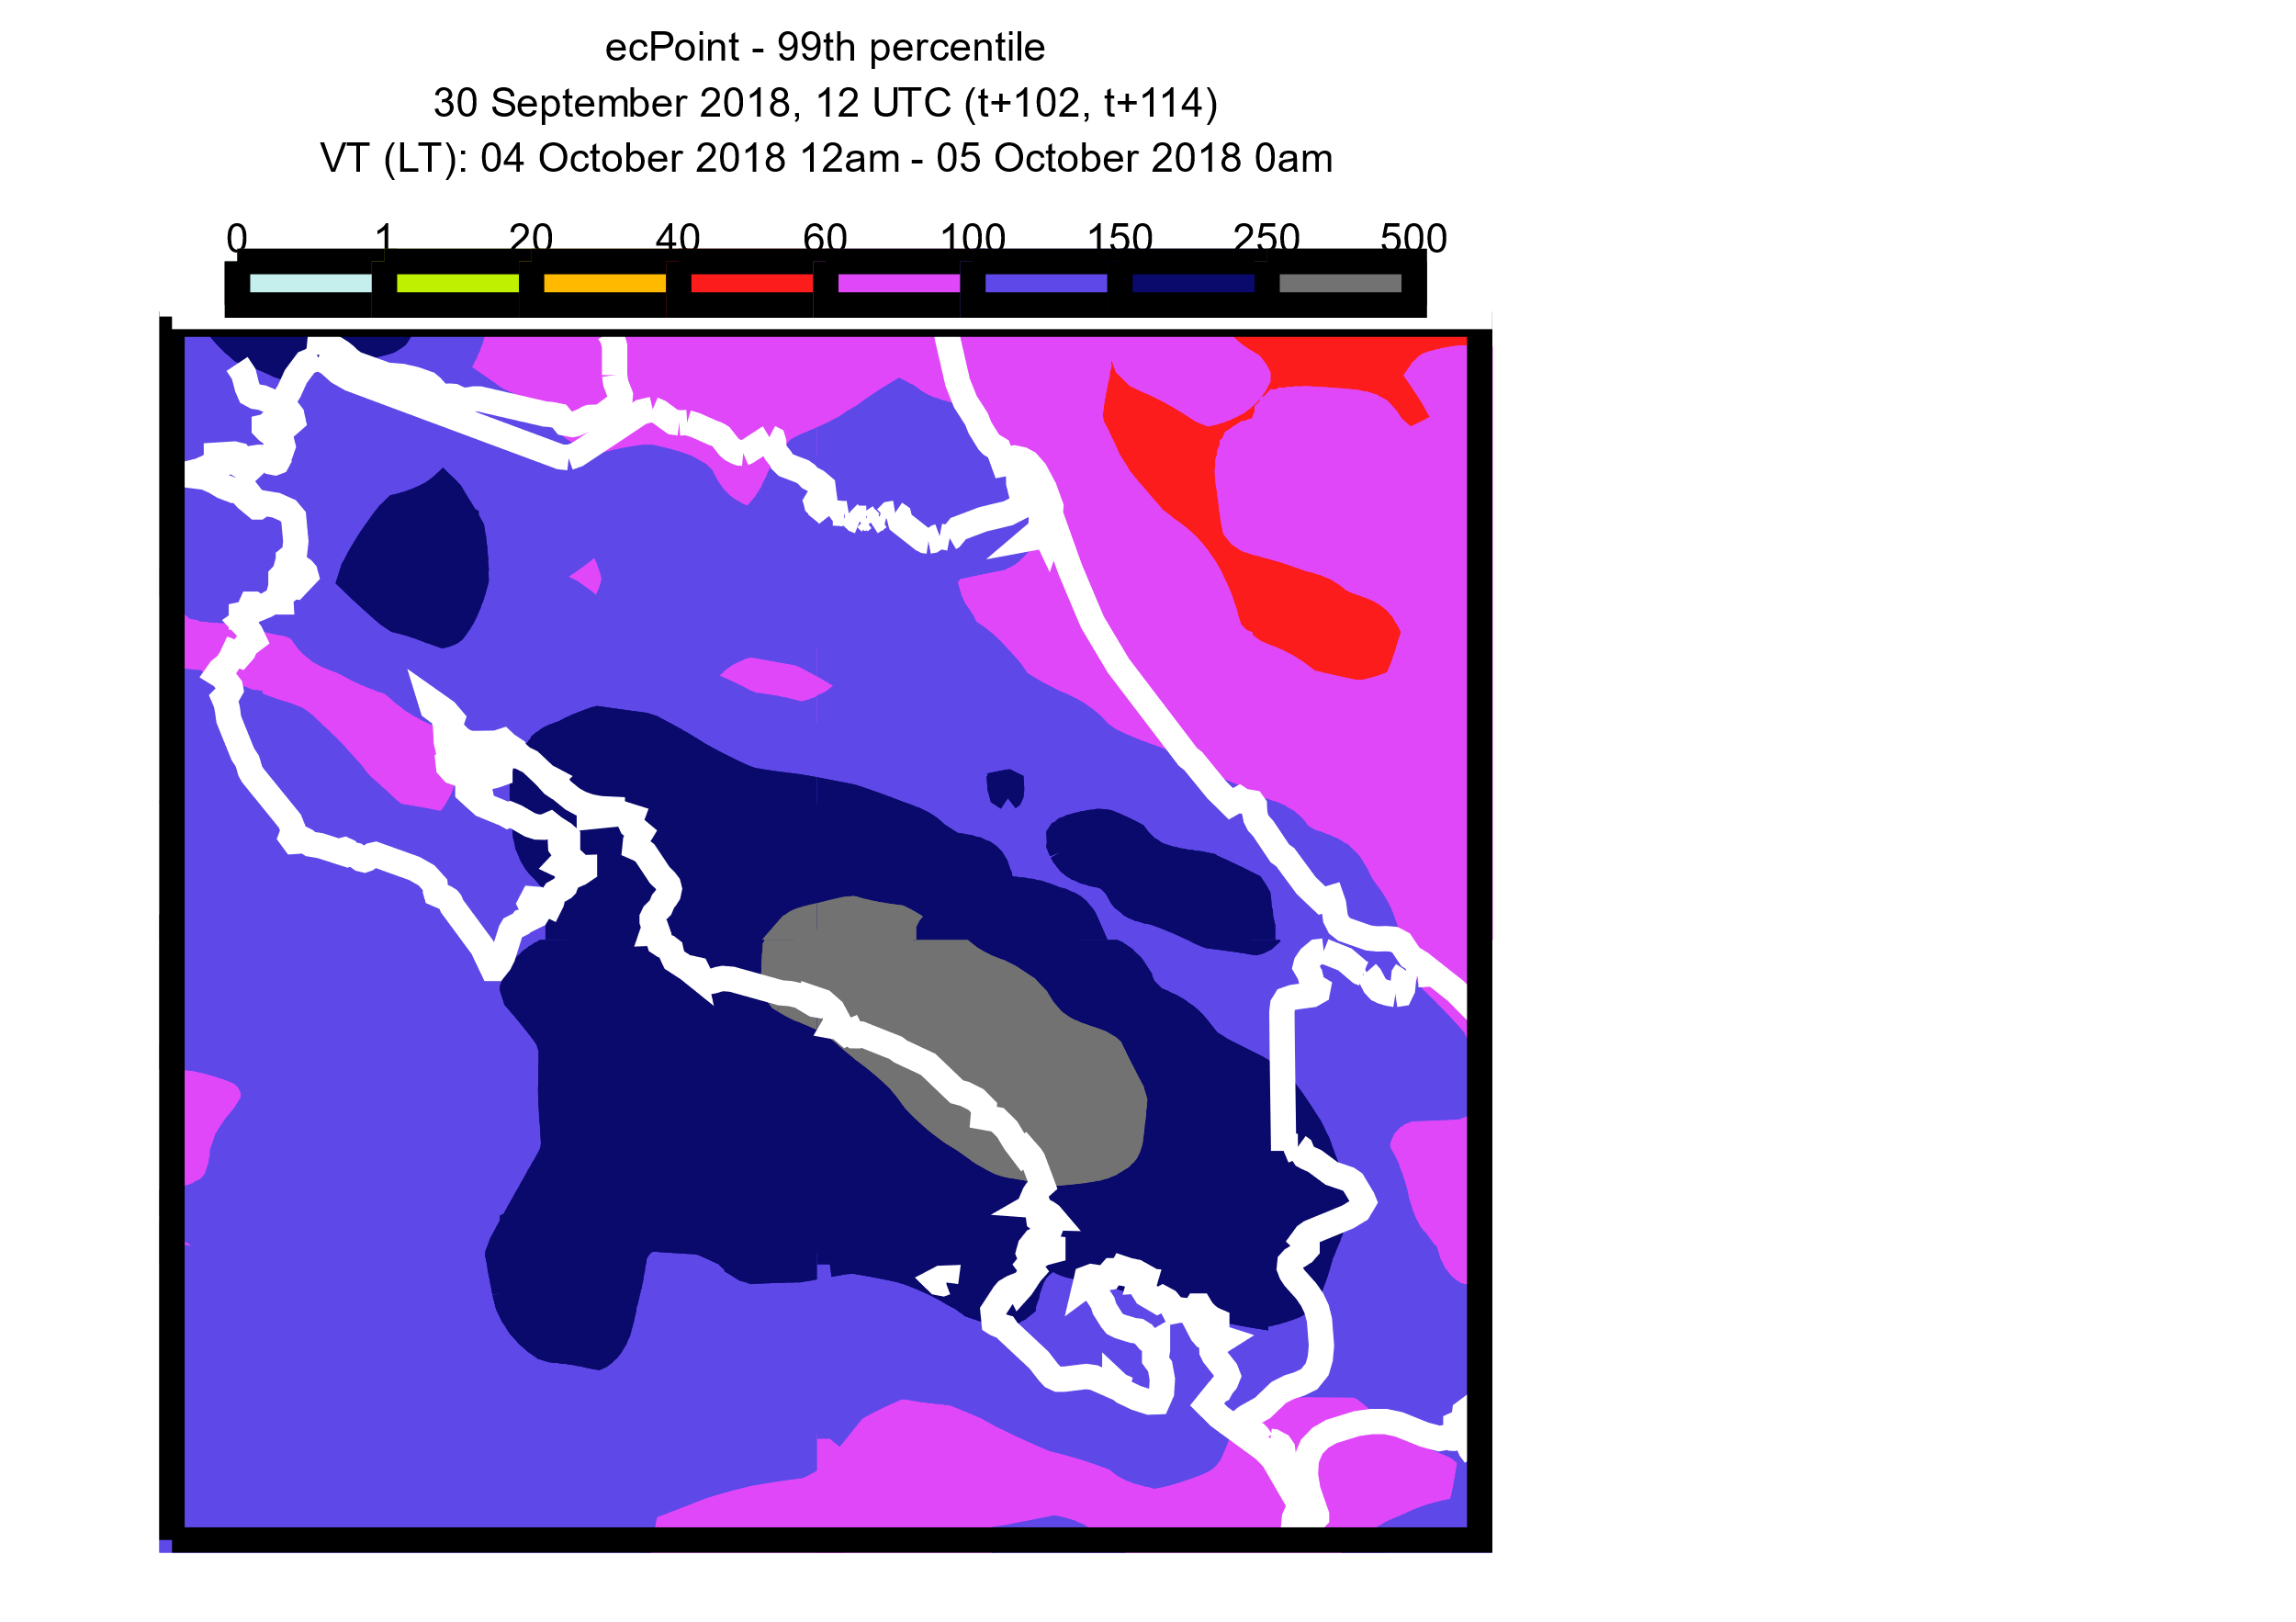 ecPoint - 99th percentile
30 September 2018, 12 UTC (t+102, t+114)
VT (LT): 04 October 2018 12am - 05 October 2018 0am
0 1 20 40 60 100 150 250 500